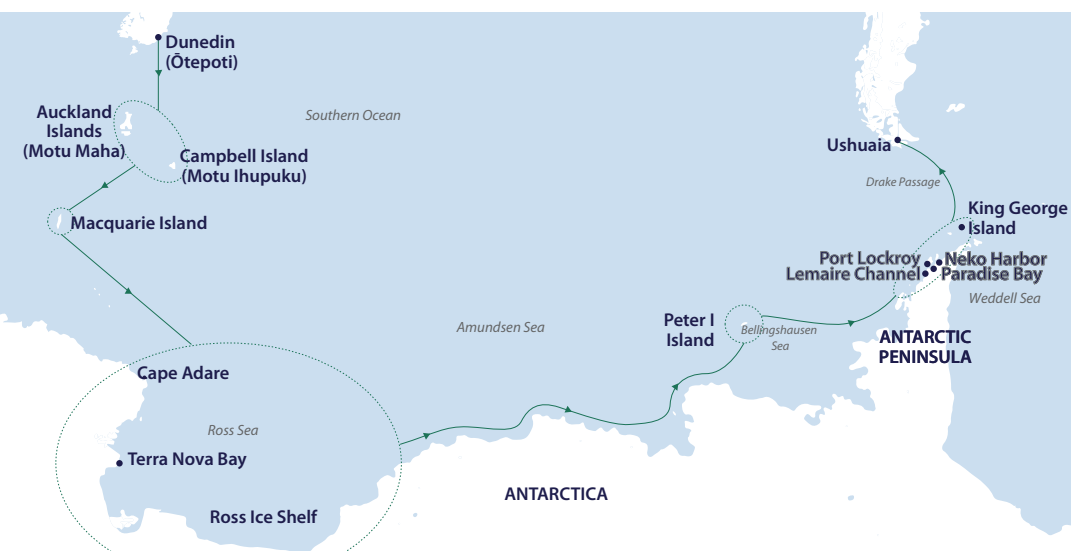 Dunedin
(Ōtepoti)
Auckland
Islands
(Motu Maha)
Southern Ocean
Campbell Island
(Motu Ihupuku)
Macquarie Island
Ushuaia
Drake Passage
King George
Island
Port Lockroy
Neko Harbor
Lemaire Channel
Paradise Bay
Weddell Sea
Peter I
Island
Bellingshausen
Sea
Amundsen Sea
ANTARCTIC
PENINSULA
Cape Adare
Ross Sea
Terra Nova Bay
ANTARCTICA
Ross Ice Shelf